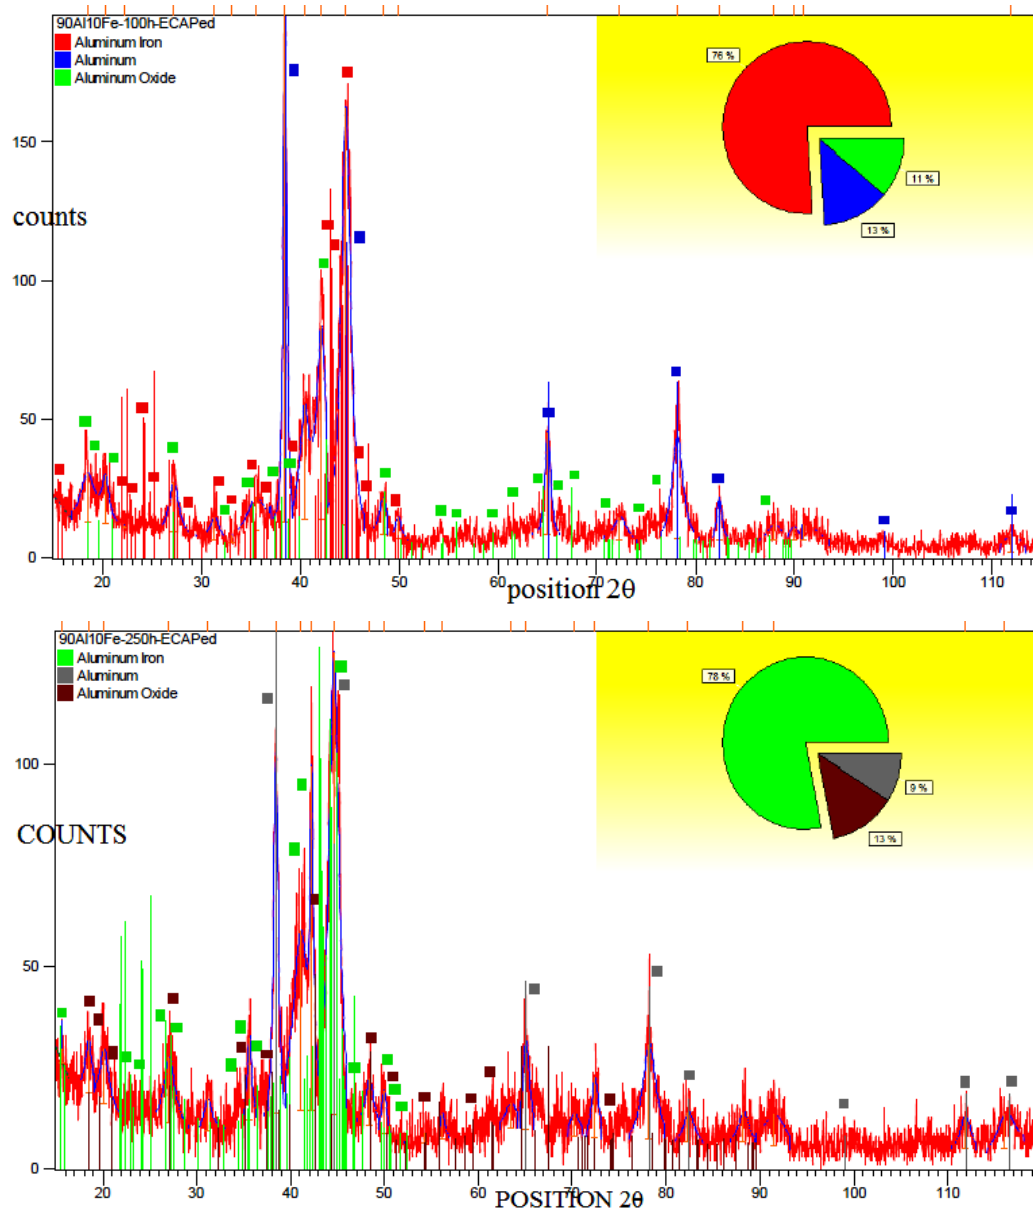 90Al10Fe-100h-ECAPed
Aluminum Iron
Aluminum
Aluminum Oxide
76 %
11 %
13 %
150
counts
100
50
0
20 30 40 50 60 70 80 90 100 110
position 2θ
90Al10Fe-250h-ECAPed
Aluminum Iron
Aluminum
Aluminum Oxide
78 %
9 %
13 %
100
COUNTS
50
0
20 30 40 50 60 70 80 90 100 110
POSITION 2θ